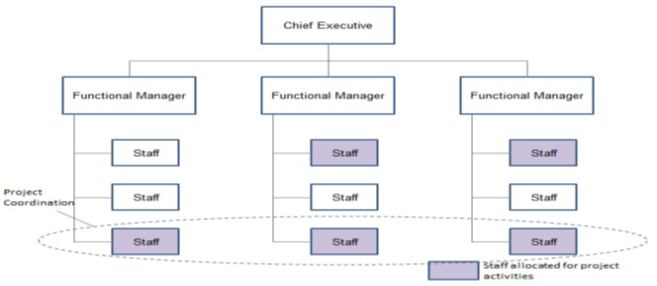 Chief Executive
Functional Manager Functional Manager Functional Manager
Staff Staff Staff
Project
Coordination
Staff Staff Staff
Staff Staff Staff
Staff allocated for project
activities